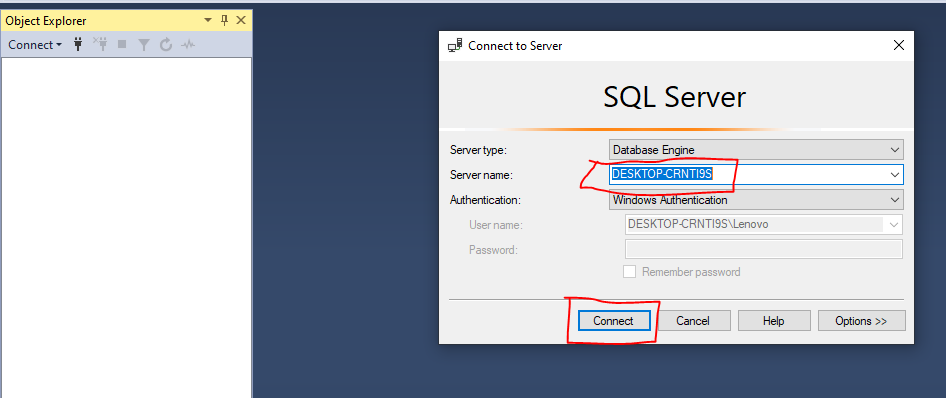 Object Explorer
Connect
Connect to Server
SQL Server
Server type: Database Engine
Server name: DESKTOP-CRNTI9S
Authentication: Windows Authentication
User name: DESKTOP-CRNTI9S\Lenovo
Password:
Remember password
Connect Cancel Help Options >>